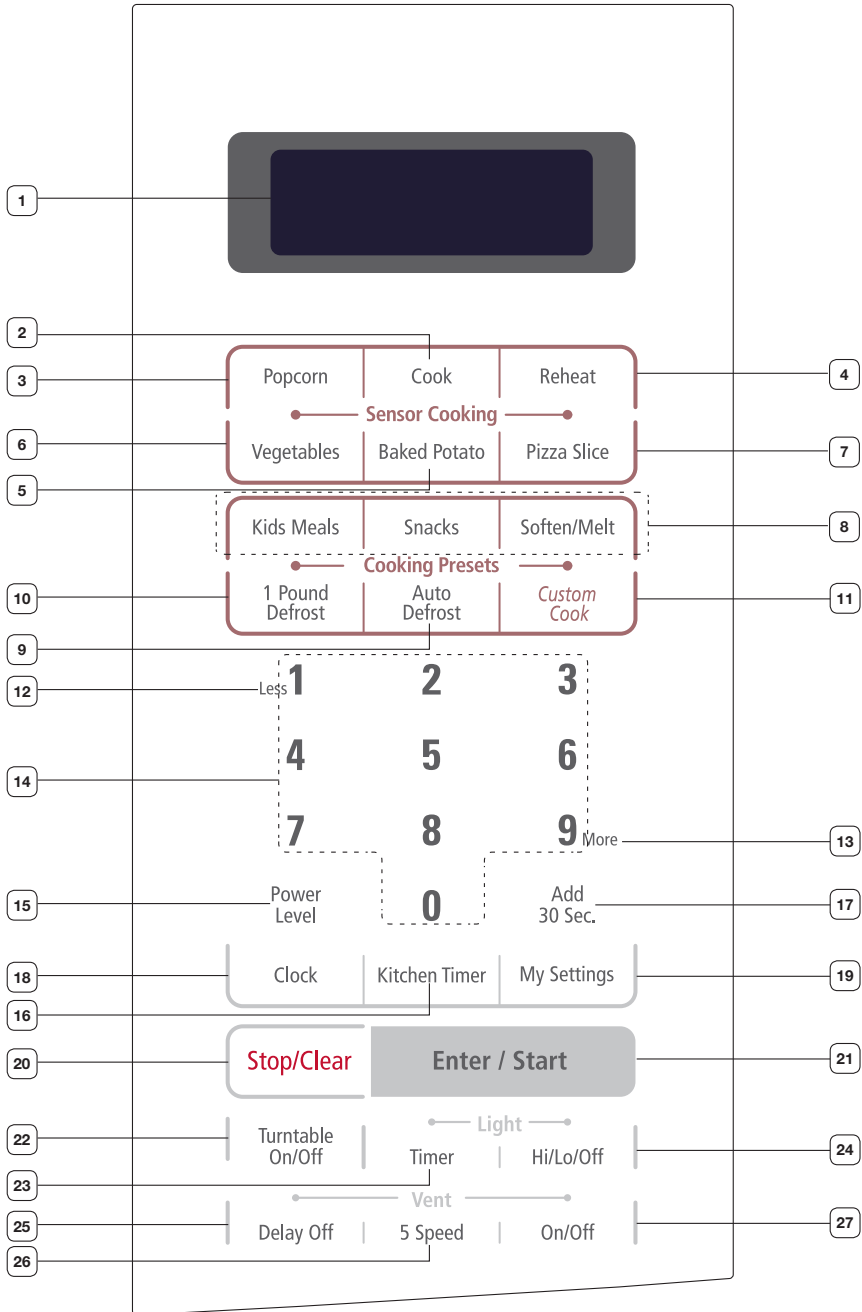 1
2
3 Popcorn Cook Reheat 4
Sensor Cooking
6 Vegetables Baked Potato Pizza Slice 7
5
Kids Meals Snacks Soften/Melt 8
Cooking Presets
10 1 Pound Auto Custom 11
Defrost Defrost Cook
9
12 Less 1 2 3
14 4 5 6
7 8 9 More 13
15 Power 0 Add 17
Level 30 Sec.
18 Clock Kitchen Timer My Settings 19
16
20 Stop/Clear Enter / Start 21
Light
22 Turntable Timer Hi/Lo/Off 24
On/Off
23
Vent
25 Delay Off 5 Speed On/Off 27
26